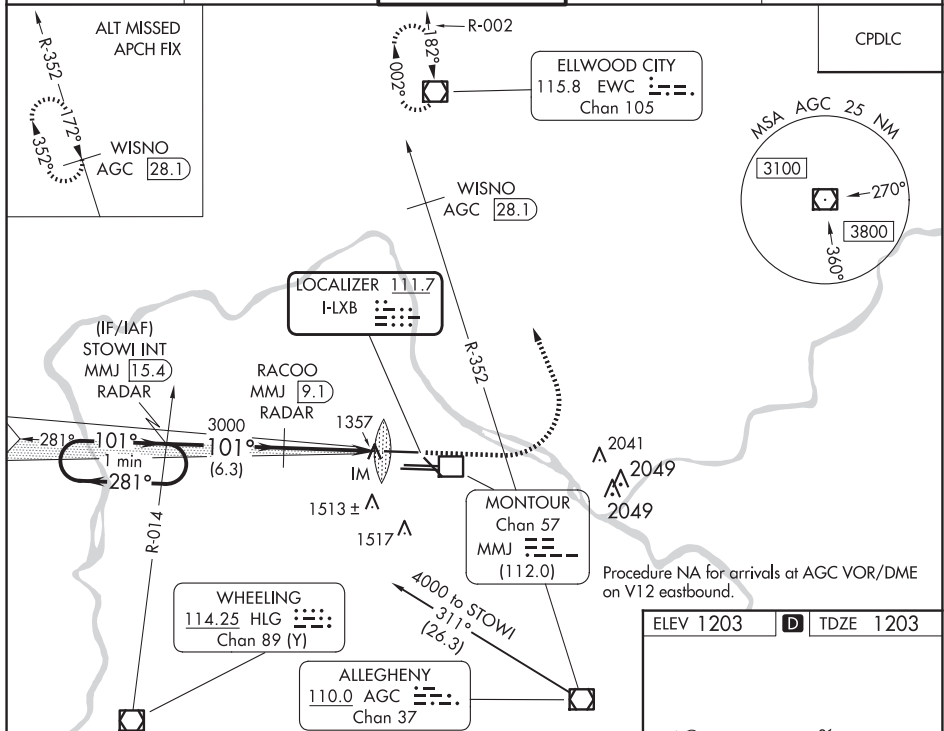 ALT MISSED
APCH FIX
R-352
172°
352°
WISNO
AGC 28.1
R-002
182°
002°
ELLWOOD CITY
115.8 EWC
Chan 105
CPDLC
MSA AGC 25 NM
3100
270°
3800
360°
WISNO
AGC 28.1
LOCALIZER 111.7
I-LXB
R-352
(IF/IAF)
STOWI INT
MMJ 15.4
RADAR
RACOO
MMJ 9.1
RADAR
281°
101°
1 min
281°
3000
101°
(6.3)
1357
IM
1513 ±
1517
2041
2049
2049
MONTOUR
Chan 57
MMJ
(112.0)
R-014
Procedure NA for arrivals at AGC VOR/DME
on V12 eastbound.
4000 to STOWI
311°
(26.3)
WHEELING
114.25 HLG
Chan 89 (Y)
ALLEGHENY
110.0 AGC
Chan 37
ELEV 1203 D TDZE 1203